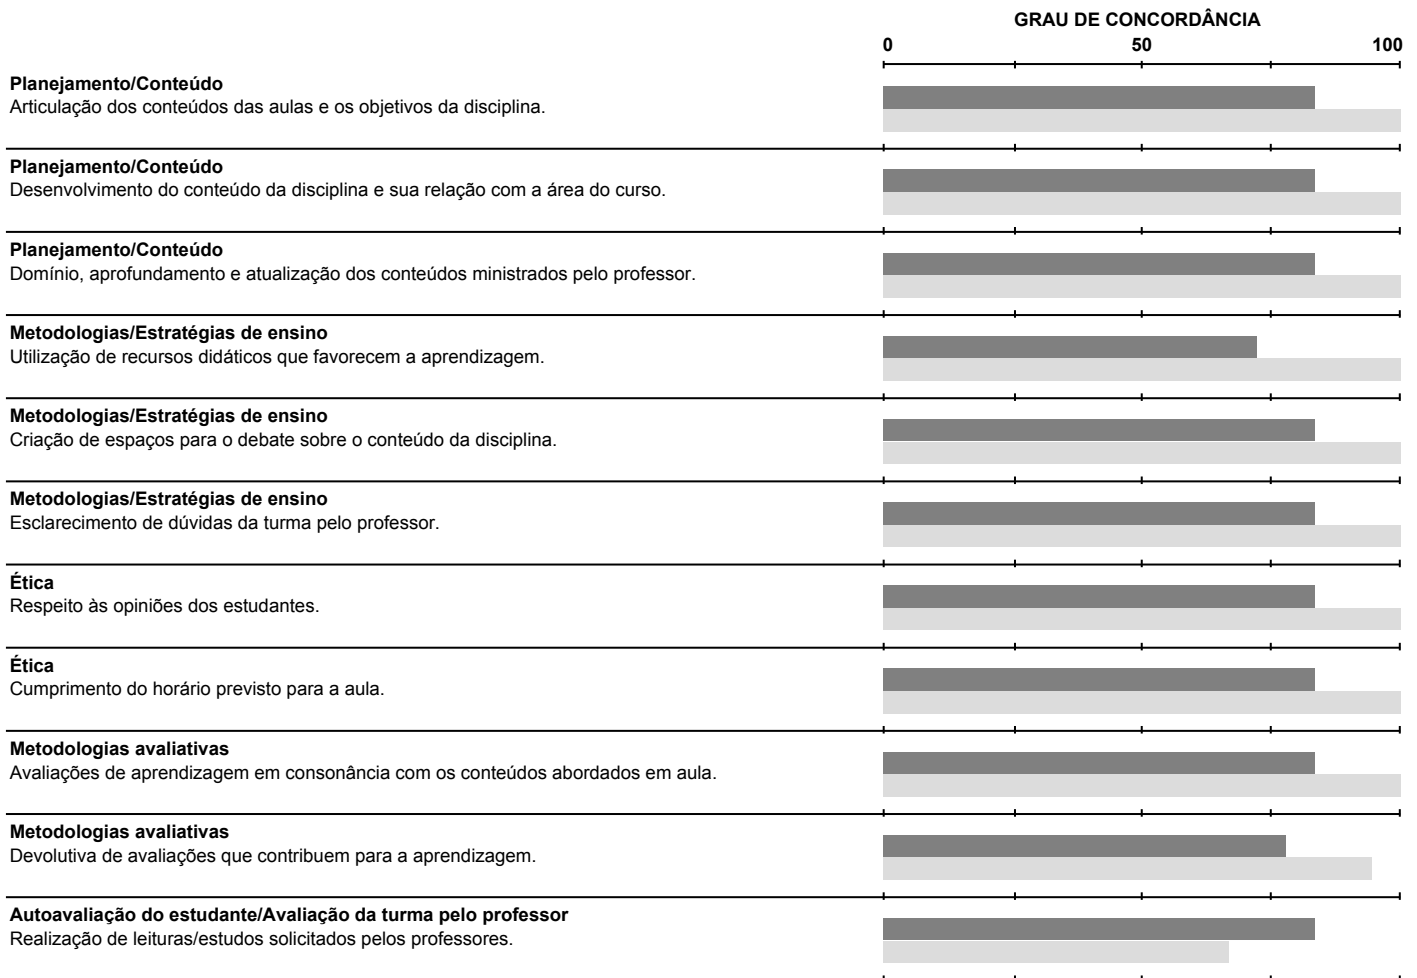 GRAU DE CONCORDÂNCIA
0 50 100
Planejamento/Conteúdo
Articulação dos conteúdos das aulas e os objetivos da disciplina.
Planejamento/Conteúdo
Desenvolvimento do conteúdo da disciplina e sua relação com a área do curso.
Planejamento/Conteúdo
Domínio, aprofundamento e atualização dos conteúdos ministrados pelo professor.
Metodologias/Estratégias de ensino
Utilização de recursos didáticos que favorecem a aprendizagem.
Metodologias/Estratégias de ensino
Criação de espaços para o debate sobre o conteúdo da disciplina.
Metodologias/Estratégias de ensino
Esclarecimento de dúvidas da turma pelo professor.
Ética
Respeito às opiniões dos estudantes.
Ética
Cumprimento do horário previsto para a aula.
Metodologias avaliativas
Avaliações de aprendizagem em consonância com os conteúdos abordados em aula.
Metodologias avaliativas
Devolutiva de avaliações que contribuem para a aprendizagem.
Autoavaliação do estudante/Avaliação da turma pelo professor
Realização de leituras/estudos solicitados pelos professores.